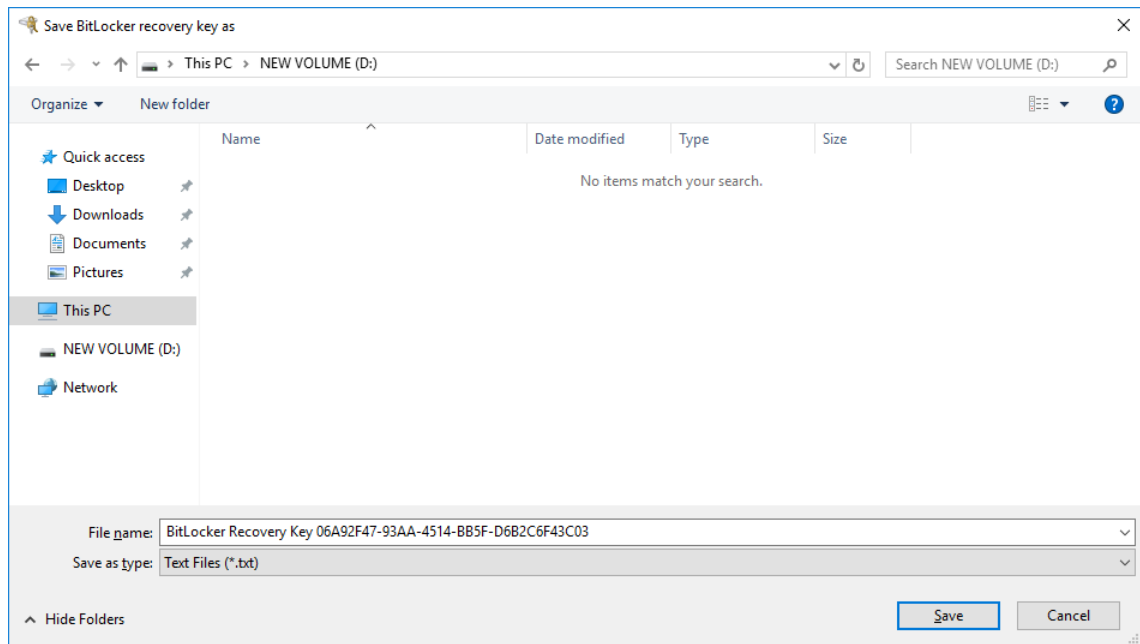 Save BitLocker recovery key as
This PC > NEW VOLUME (D:)
Search NEW VOLUME (D:)
Organize
New folder
?
Name
Date modified
Type
Size
Quick access
Desktop
Downloads
Documents
Pictures
This PC
NEW VOLUME (D:)
Network
No items match your search.
File name: BitLocker Recovery Key 06A92F47-93AA-4514-BB5F-D6B2C6F43C03
Save as type: Text Files (*.txt)
Hide Folders
Save
Cancel